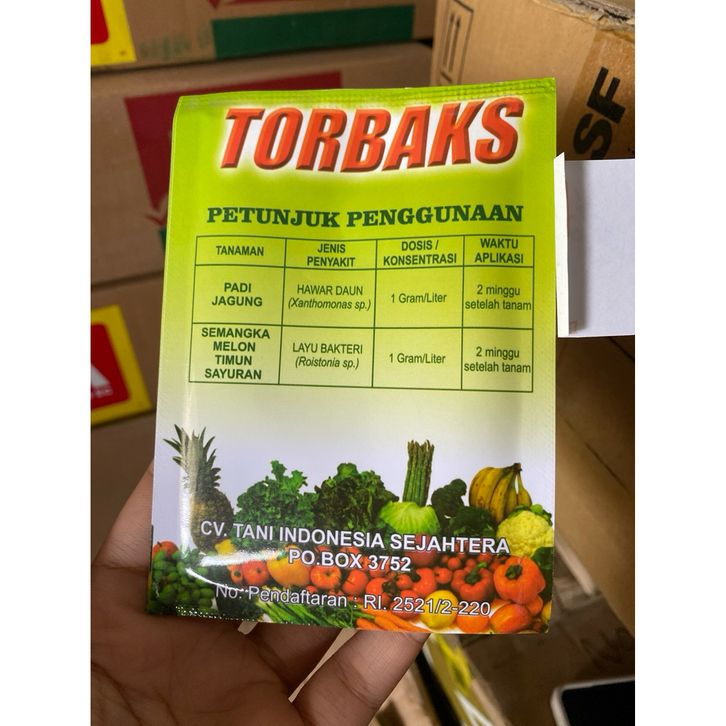 TORBAKS
PETUNJUK PENGGUNAAN
TANAMAN
JENIS PENYAKIT
DOSIS / KONSENTRASI
WAKTU APLIKASI
PADI JAGUNG
HAWAR DAUN (Xanthomonas sp.)
1 Gram/Liter
2 minggu setelah tanam
SEMANGKA MELON TIMUN SAYURAN
LAYU BAKTERI (Roistonia sp.)
1 Gram/Liter
2 minggu setelah tanam
CV. TANI INDONESIA SEJAHTERA
PO.BOX 3752
No. Pendaftaran : RI. 2521/2-220
SF